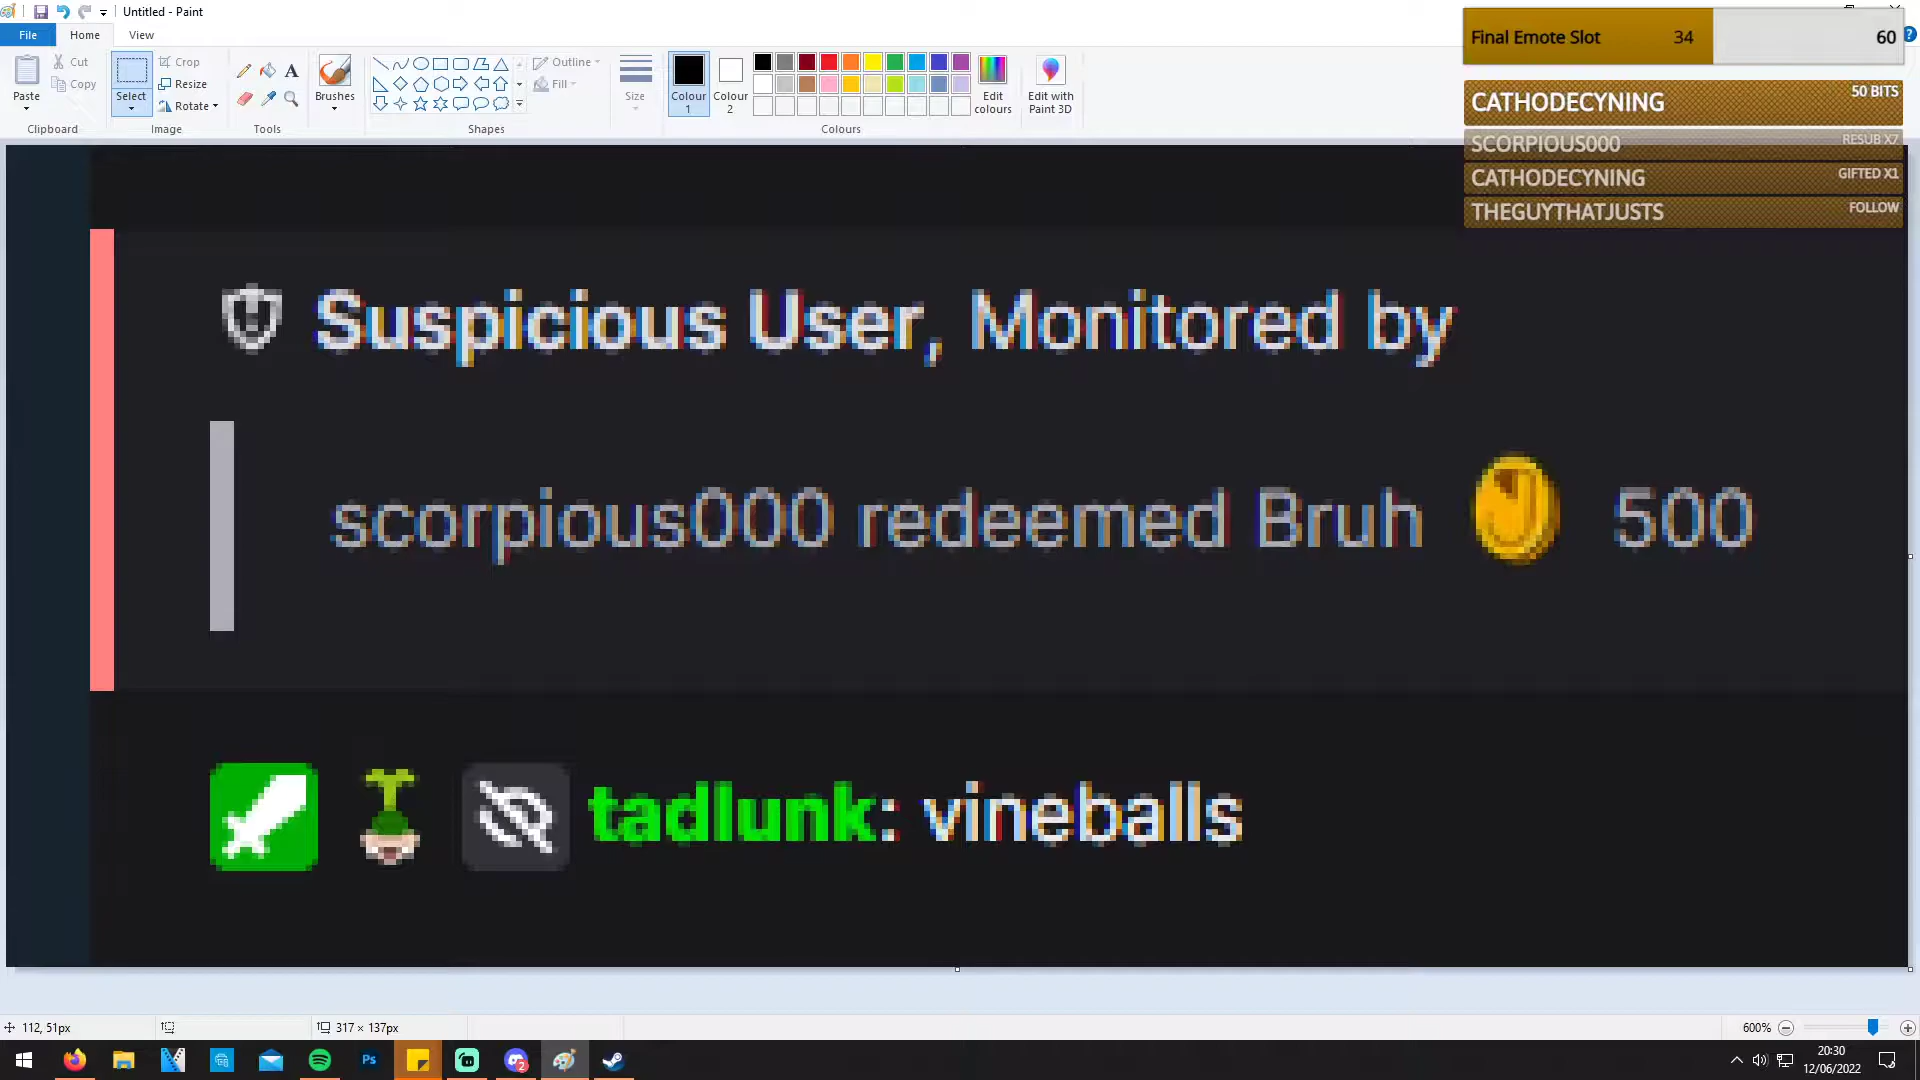 Untitled - Paint
File Home View
Paste
Cut
Copy
Clipboard
Select
Crop
Resize
Rotate
Image
Tools
Brushes
Outline
Fill
Shapes
Size
Colour 1
Colour 2
Edit colours
Edit with Paint 3D
Colours
Final Emote Slot 34 60
CATHODECYNING 50 BITS
SCORPIOUS000 RESUB X7
CATHODECYNING GIFTED X1
THEGUYTHATJUSTS FOLLOW
Suspicious User, Monitored by
scorpious000 redeemed Bruh 500
tadlunk: vineballs
112, 51px
317 × 137px
600%
Ps
2
20:30
12/06/2022